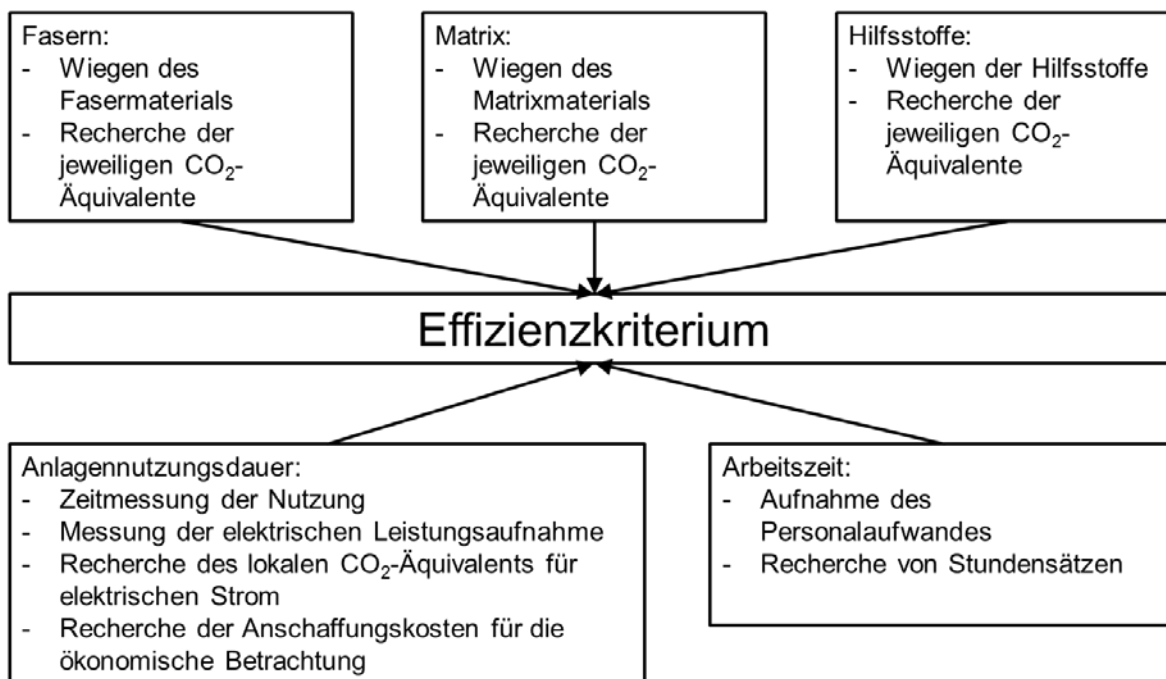 Fasern:
- Wiegen des
Fasermaterials
- Recherche der
jeweiligen CO₂-
Äquivalente
Matrix:
- Wiegen des
Matrixmaterials
- Recherche der
jeweiligen CO₂-
Äquivalente
Hilfsstoffe:
- Wiegen der Hilfsstoffe
- Recherche der
jeweiligen CO₂-
Äquivalente
Effizienzkriterium
Anlagennutzungsdauer:
- Zeitmessung der Nutzung
- Messung der elektrischen Leistungsaufnahme
- Recherche des lokalen CO₂-Äquivalents für
elektrischen Strom
- Recherche der Anschaffungskosten für die
ökonomische Betrachtung
Arbeitszeit:
- Aufnahme des
Personalaufwandes
- Recherche von Stundensätzen